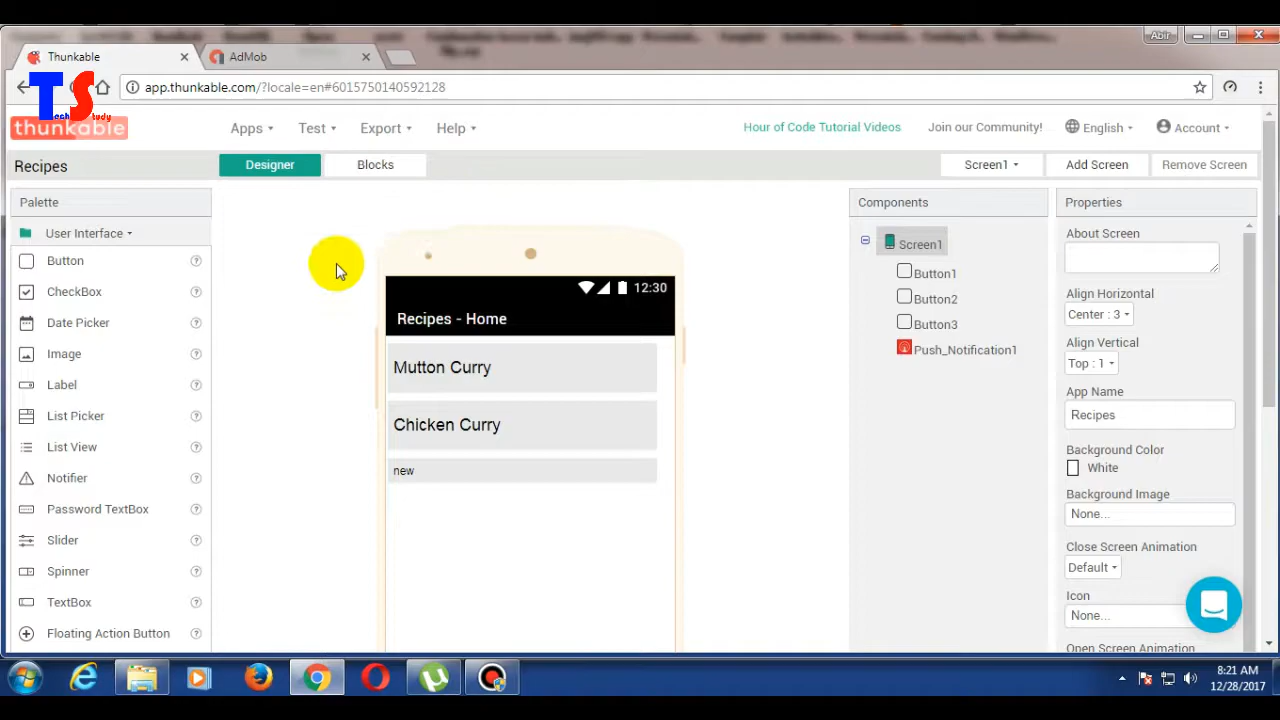 Thunkable
AdMob
Abir
app.thunkable.com/?locale=en#6015750140592128
TS
Tech Study
thunkable
Apps
Test
Export
Help
Hour of Code Tutorial Videos
Join our Community!
English
Account
Recipes
Designer
Blocks
Screen1
Add Screen
Remove Screen
Palette
User Interface
Button
CheckBox
Date Picker
Image
Label
List Picker
List View
Notifier
Password TextBox
Slider
Spinner
TextBox
Floating Action Button
12:30
Recipes - Home
Mutton Curry
Chicken Curry
new
Components
Screen1
Button1
Button2
Button3
Push_Notification1
Properties
About Screen
Align Horizontal
Center : 3
Align Vertical
Top : 1
App Name
Recipes
Background Color
White
Background Image
None...
Close Screen Animation
Default
Icon
None...
Open Screen Animation
8:21 AM
12/28/2017